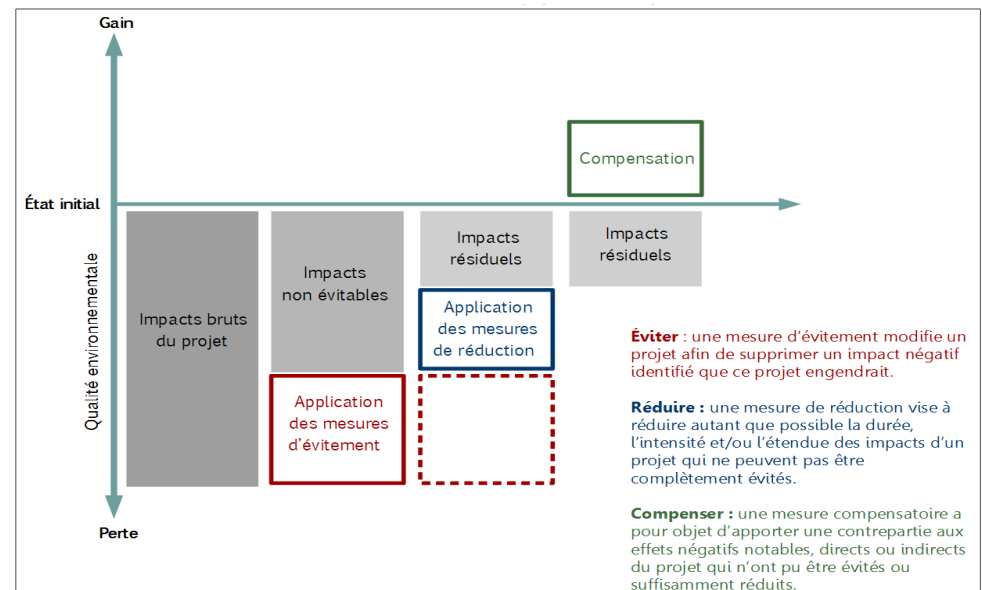 Gain
Compensation
État initial
Qualité environnementale
Impacts bruts
du projet
Impacts
non évitables
Application
des mesures
d'évitement
Impacts
résiduels
Application
des mesures
de réduction
Impacts
résiduels
Perte
Éviter : une mesure d'évitement modifie un
projet afin de supprimer un impact négatif
identifié que ce projet engendrait.
Réduire : une mesure de réduction vise à
réduire autant que possible la durée,
l'intensité et/ou l'étendue des impacts d'un
projet qui ne peuvent pas être
complètement évités.
Compenser : une mesure compensatoire a
pour objet d'apporter une contrepartie aux
effets négatifs notables, directs ou indirects
du projet qui n'ont pu être évités ou
suffisamment réduits.